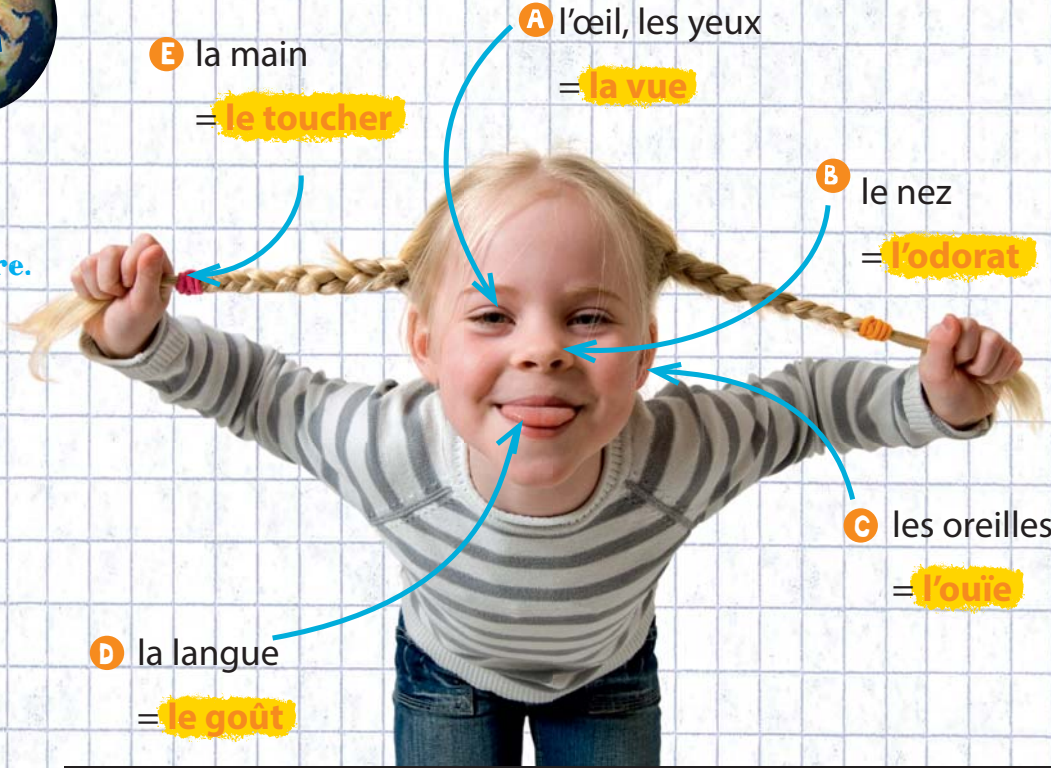 A l'œil, les yeux
= la vue
E la main
= le toucher
B le nez
= l'odorat
re.
C les oreilles
= l'ouïe
D la langue
= le goût